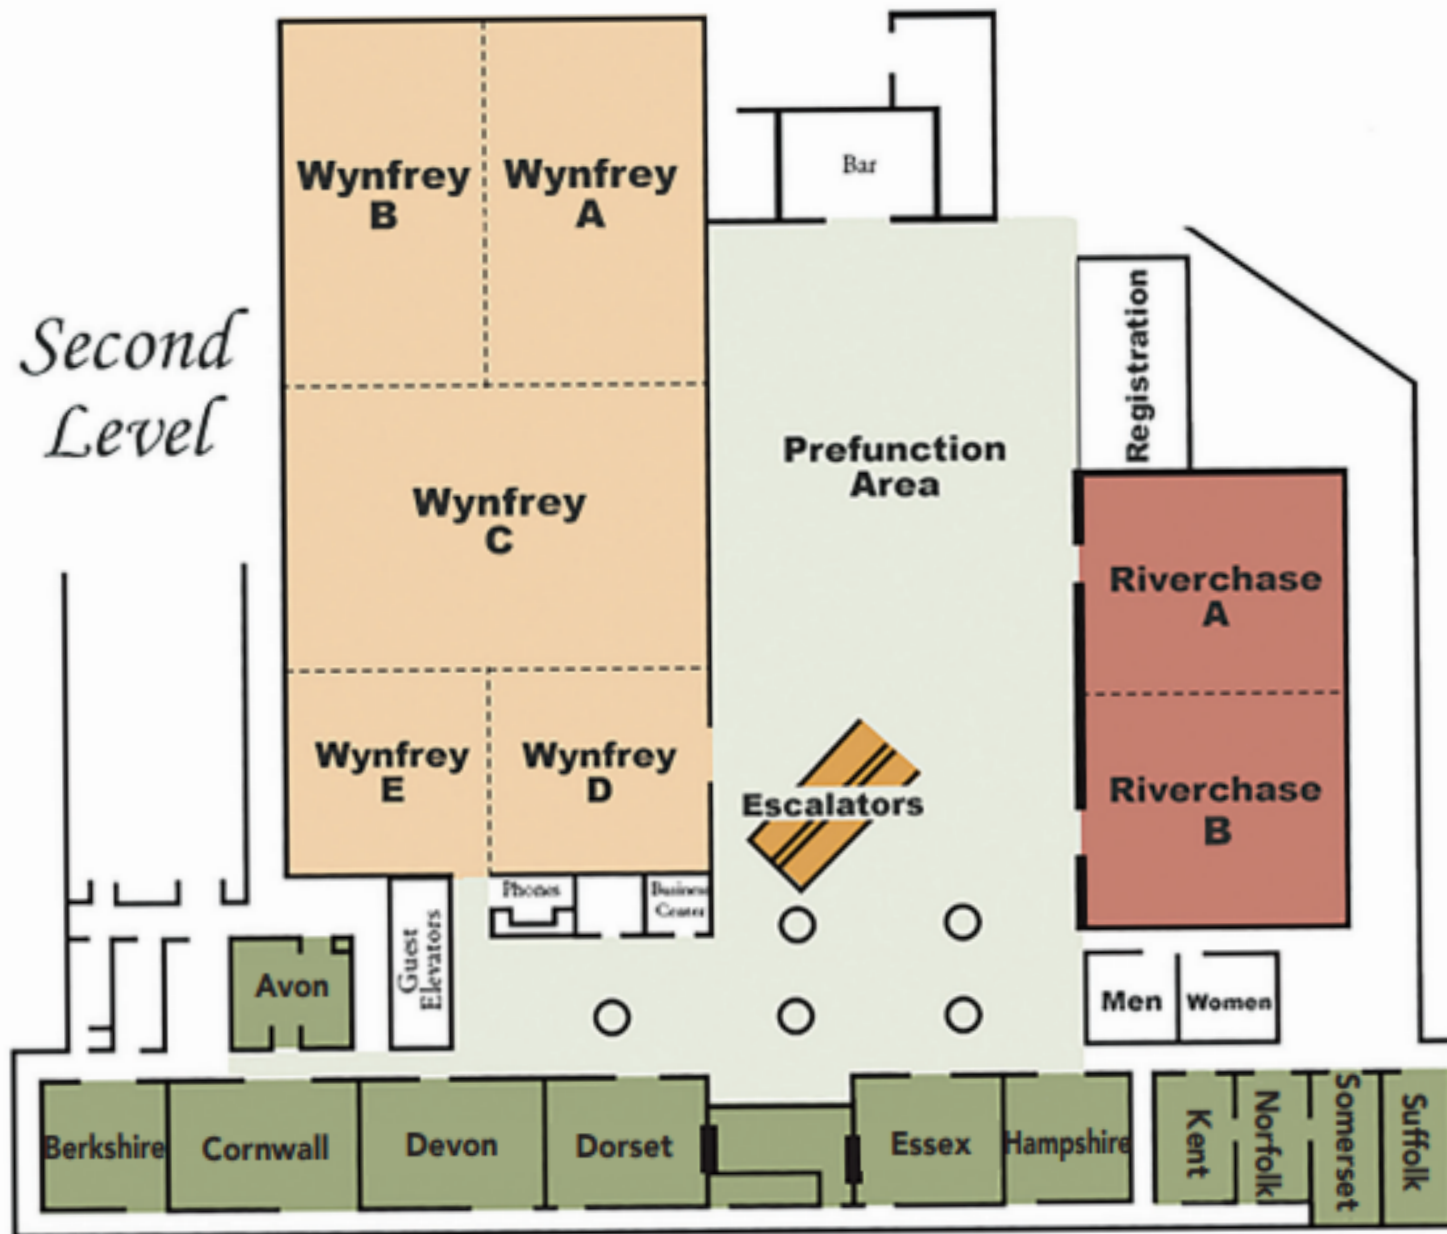 Second
Level
Wynfrey
B
Wynfrey
A
Bar
Registration
Prefunction
Area
Wynfrey
C
Riverchase
A
Wynfrey
E
Wynfrey
D
Escalators
Riverchase
B
Phones
Business
Center
Guest
Elevators
Avon
Men
Women
Berkshire
Cornwall
Devon
Dorset
Essex
Hampshire
Kent
Norfolk
Somerset
Suffolk